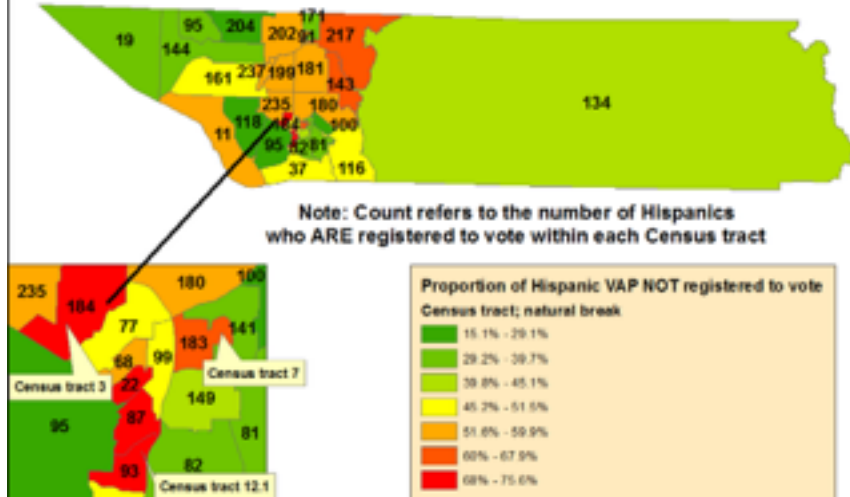 171
95 204 202 91 217
19
144
161 237 199 181 143
134
235 180
11 118 184 100
95 82 81
37 116
Note: Count refers to the number of Hispanics
who ARE registered to vote within each Census tract
235 184 180 100
77 141
183
68 99
Census tract 3
Census tract 7
22
149
87
95 81
93 82
Census tract 12.1
Proportion of Hispanic VAP NOT registered to vote
Census tract; natural break
15.1% - 29.1%
29.2% - 39.7%
39.8% - 45.1%
45.2% - 51.5%
51.6% - 59.9%
60% - 67.9%
68% - 75.6%